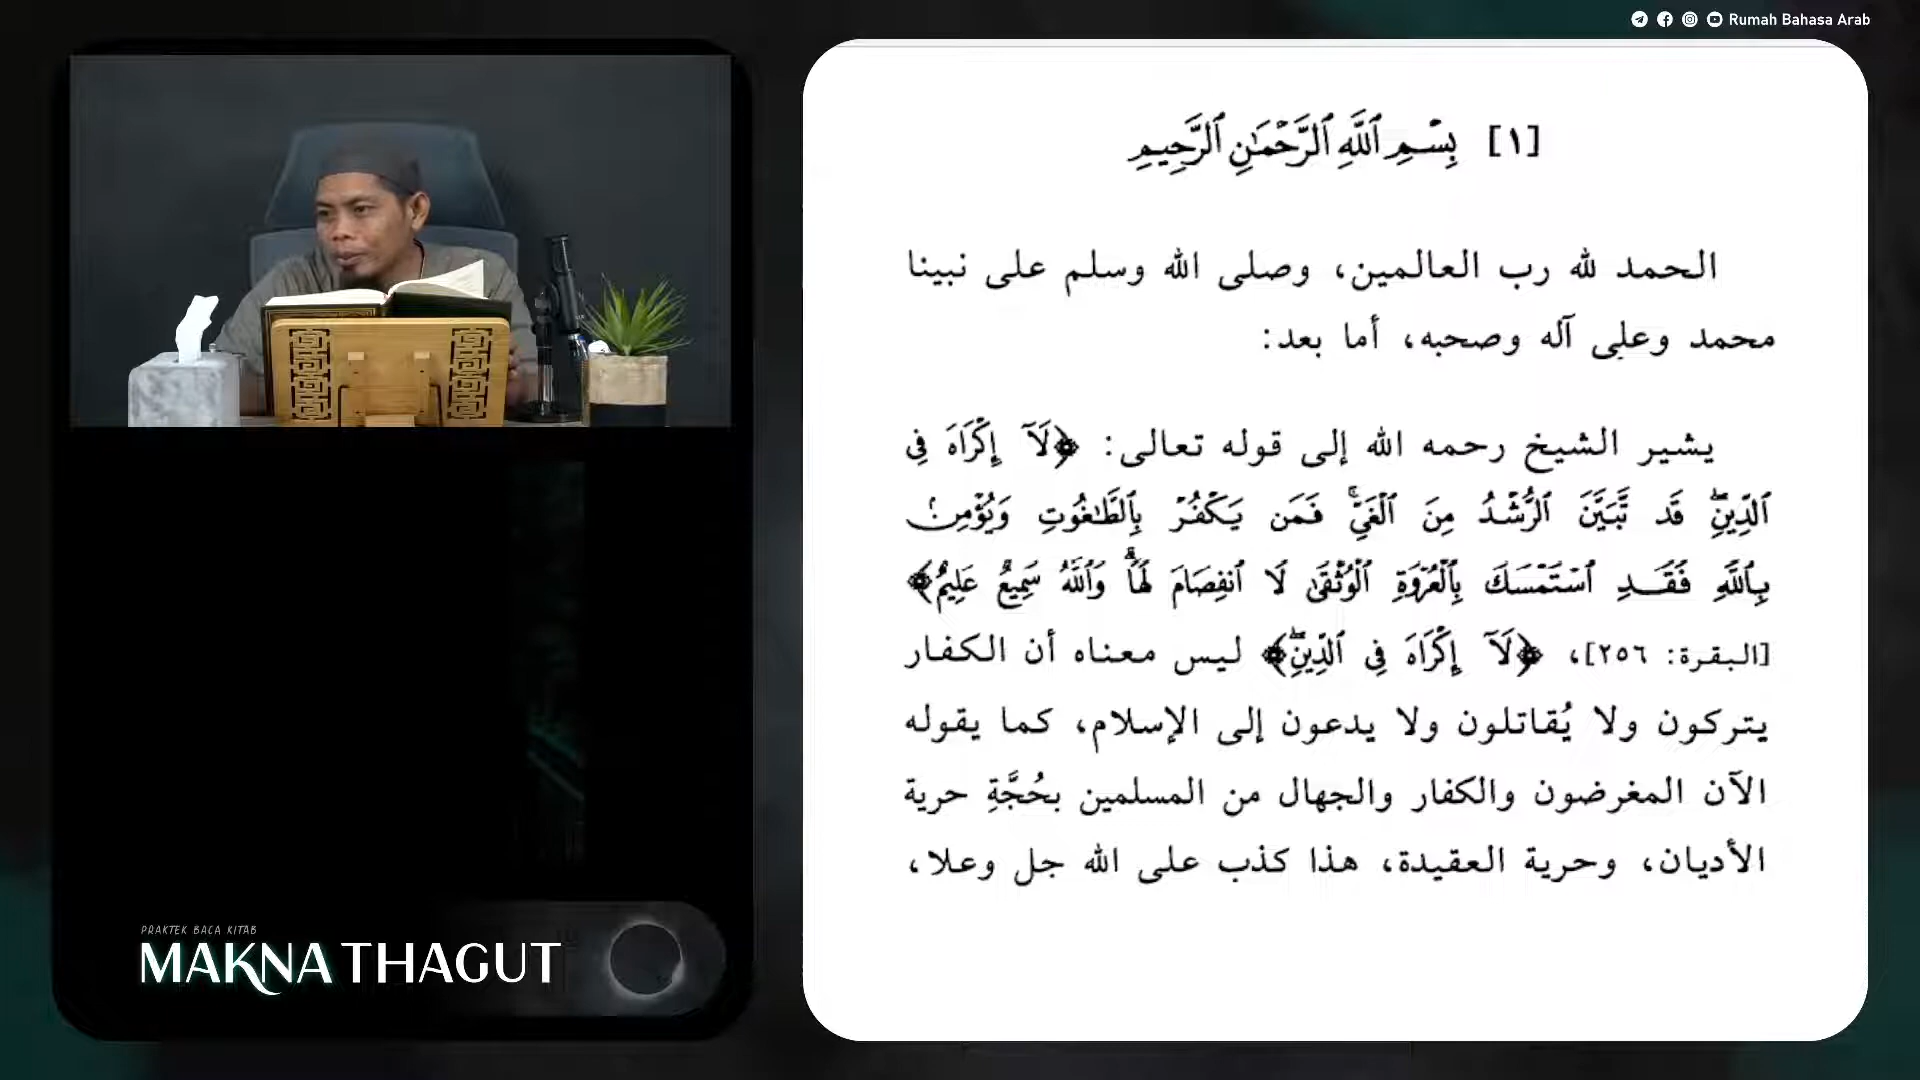 Rumah Bahasa Arab
[١] بِسْمِ ٱللَّهِ ٱلرَّحْمَٰنِ ٱلرَّحِيمِ
الحمد لله رب العالمين، وصلى الله وسلم على نبينا
محمد وعلى آله وصحبه، أما بعد:
يشير الشيخ رحمه الله إلى قوله تعالى: ﴿لَآ إِكْرَاهَ فِى
ٱلدِّينِۖ قَد تَّبَيَّنَ ٱلرُّشْدُ مِنَ ٱلْغَىِّۚ فَمَن يَكْفُرْ بِٱلطَّٰغُوتِ وَيُؤْمِنۢ
بِٱللَّهِ فَقَدِ ٱسْتَمْسَكَ بِٱلْعُرْوَةِ ٱلْوُثْقَىٰ لَا ٱنفِصَامَ لَهَاۗ وَٱللَّهُ سَمِيعٌ عَلِيمٌ﴾
[البقرة: ٢٥٦]، ﴿لَآ إِكْرَاهَ فِى ٱلدِّينِۖ﴾ ليس معناه أن الكفار
يتركون ولا يُقاتلون ولا يدعون إلى الإسلام، كما يقوله
الآن المغرضون والكفار والجهال من المسلمين بحُجَّةِ حرية
الأديان، وحرية العقيدة، هذا كذب على الله جل وعلا،
PRAKTEK BACA KITAB
MAKNA THAGUT